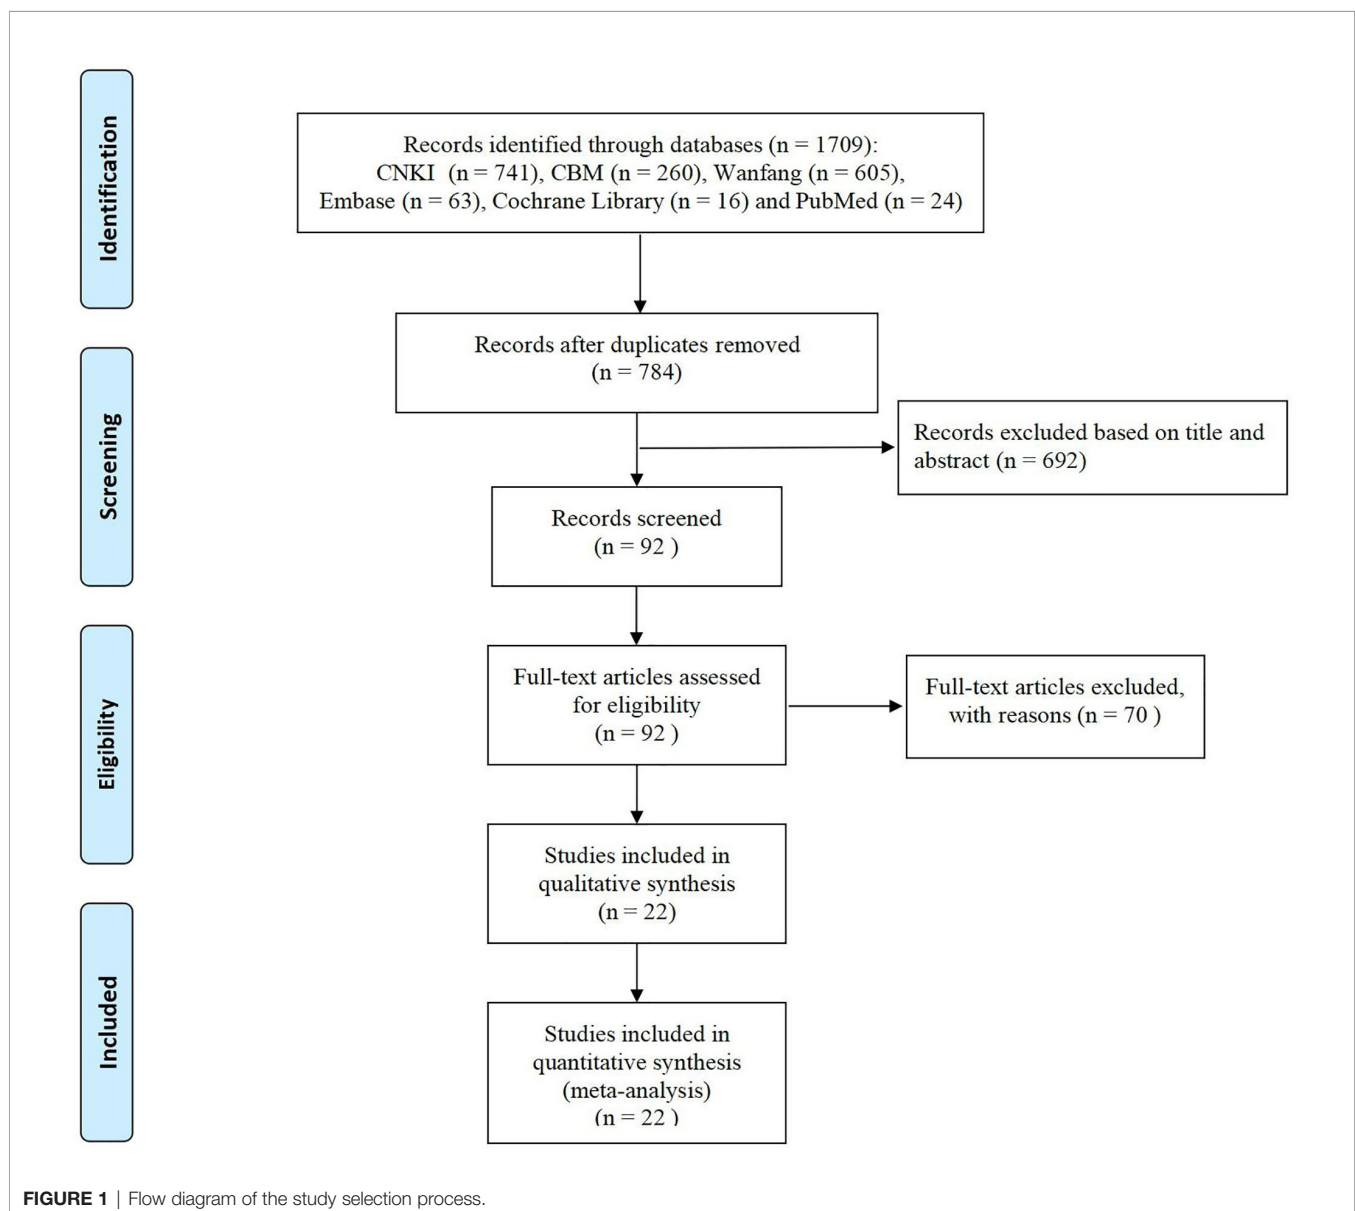 Identification
Records identified through databases (n = 1709):
CNKI (n = 741), CBM (n = 260), Wanfang (n = 605),
Embase (n = 63), Cochrane Library (n = 16) and PubMed (n = 24)
Records after duplicates removed
(n = 784)
Screening
Records excluded based on title and
abstract (n = 692)
Records screened
(n = 92 )
Eligibility
Full-text articles assessed
for eligibility
(n = 92 )
Full-text articles excluded,
with reasons (n = 70 )
Studies included in
qualitative synthesis
(n = 22)
Included
Studies included in
quantitative synthesis
(meta-analysis)
(n = 22 )
FIGURE 1 | Flow diagram of the study selection process.